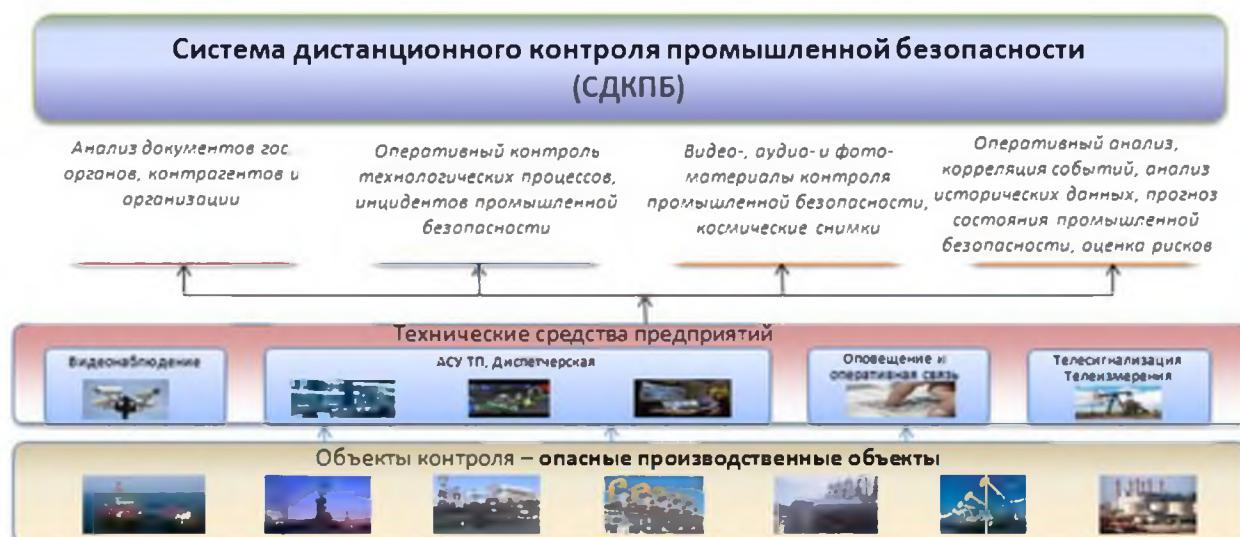 Система дистанционного контроля промышленной безопасности
(СДКПБ)
Анализ документов гос.
органов, контрагентов и
организации
Оперативный контроль
технологических процессов,
инцидентов промышленной
безопасности
Видео-, аудио- и фото-
материалы контроля
промышленной безопасности,
космические снимки
Оперативный анализ,
корреляция событий, анализ
исторических данных, прогноз
состояния промышленной
безопасности, оценка рисков
Технические средства предприятий
Видеонаблюдение
АСУ ТП, Диспетчерская
Оповещение и
оперативная связь
Телесигнализация
Телеизмерения
Объекты контроля – опасные производственные объекты